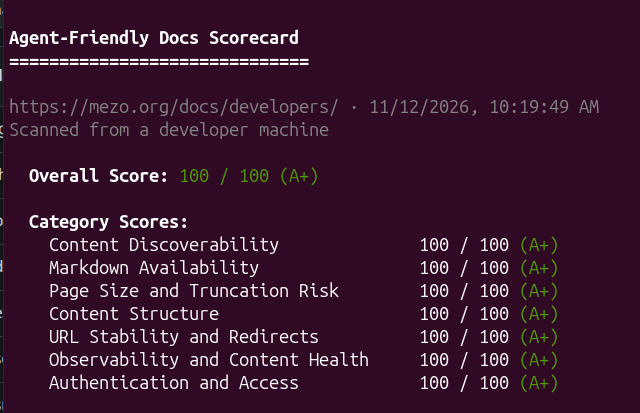 Agent-Friendly Docs Scorecard
==============================
https://mezo.org/docs/developers/ · 11/12/2026, 10:19:49 AM
Scanned from a developer machine
Overall Score: 100 / 100 (A+)
Category Scores:
Content Discoverability 100 / 100 (A+)
Markdown Availability 100 / 100 (A+)
Page Size and Truncation Risk 100 / 100 (A+)
Content Structure 100 / 100 (A+)
URL Stability and Redirects 100 / 100 (A+)
Observability and Content Health 100 / 100 (A+)
Authentication and Access 100 / 100 (A+)